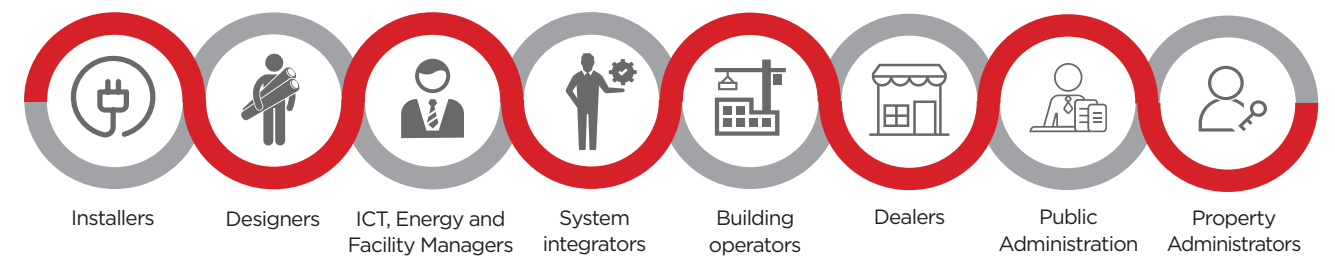 Installers
Designers
ICT, Energy and
Facility Managers
System
integrators
Building
operators
Dealers
Public
Administration
Property
Administrators